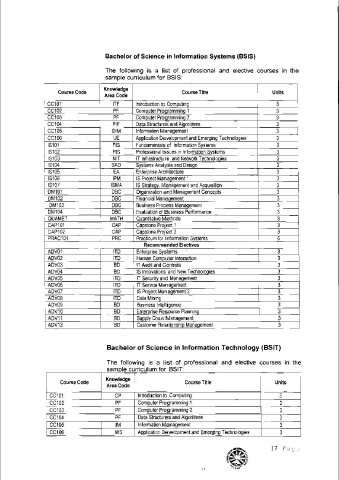 Bachelor of Science in Information Systems (BSIS)
The following is a list of professional and elective courses in the
sample curriculum for BSIS:
Course Code Knowledge Area Code Course Title Units
CC101 ITF Introduction to Computing 3
CC102 PF Computer Programming 1 3
CC103 PF Computer Programming 2 3
CC104 Data Structures and Algorithms 3
CC105 Information Management 3
CC106 Application Development and Emerging Technologies 3
IS101 FIS Fundamentals of Information Systems 3
IS102 FIS Professional Issues in Information Systems 3
IS103 IT Infrastructure and Network Technologies 3
IS104 SAD Systems Analysis and Design 3
IS105 EA Enterprise Architecture 3
IS106 IPM IS Project Management 3
IS107 ISMA IS Strategy, Management and Acquisition 3
DM101 DBC Organization and Management Concepts 3
DM102 DBC Financial Management 3
DM103 DBC Business Process Management 3
DM104 DBC Evaluation of Business Performance 3
QUAMET MATH Quantitative Methods 3
CAP101 CAP Capstone Project 1 3
CAP102 CAP Capstone Project 2 3
PRAC101 PRC Practicum for Information Systems 6
Recommended Electives
ADV01 ITD Enterprise Systems 3
ADV02 ITD Human Computer Interaction 3
ADV03 BD IT Audit and Controls 3
ADV04 BD IS Innovations and New Technologies 3
ADV05 ITD IT Security and Management 3
ADV06 ITD IT Service Management 3
ADV07 ITD IS Project Management 2 3
ADV08 ITD Data Mining 3
ADV09 BD Business Intelligence 3
ADV10 BD Enterprise Resource Planning 3
ADV11 BD Supply Chain Management 3
ADV12 BD Customer Relationship Management 3
Bachelor of Science in Information Technology (BSIT)
The following is a list of professional and elective courses in the
sample curriculum for BSIT:
Course Code Knowledge Area Code Course Title Units
CC101 Introduction to Computing 3
CC102 PF Computer Programming 1 3
CC103 PF Computer Programming 2 3
CC104 PF Data Structures and Algorithms 3
CC105 IM Information Management 3
CC106 WS Application Development and Emerging Technologies 3
17 Page